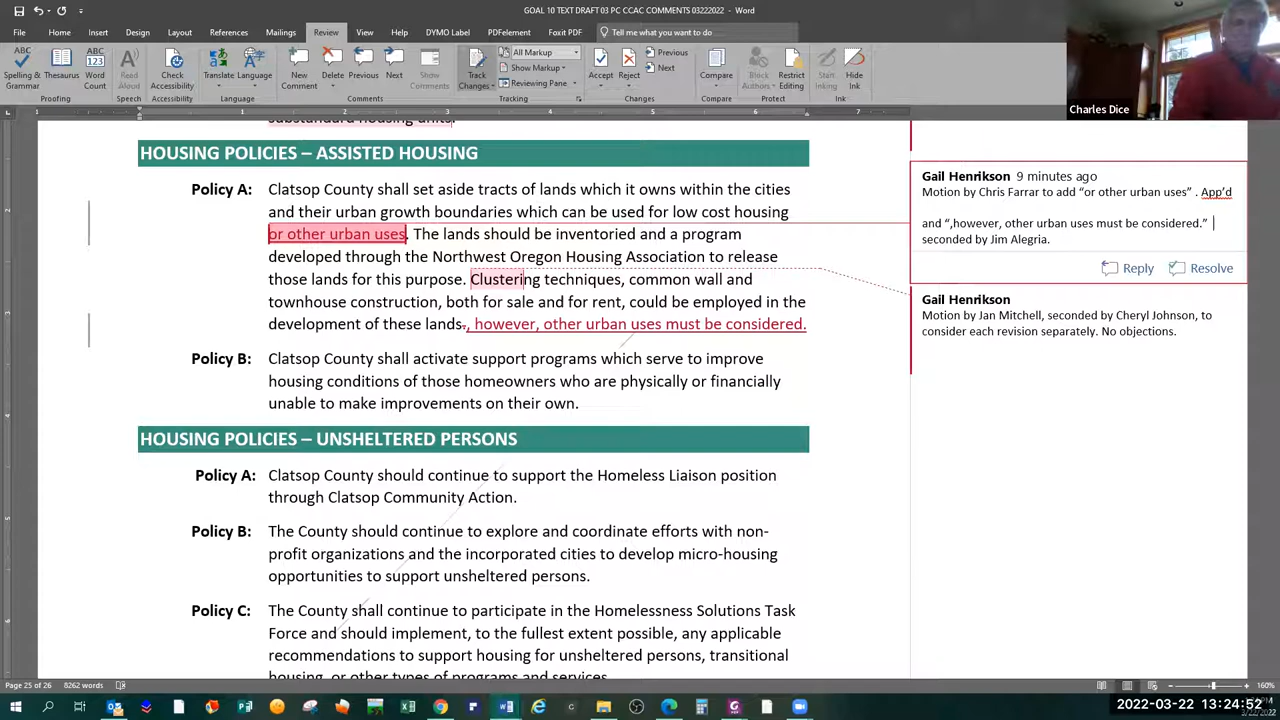 GOAL 10 TEXT DRAFT 03 PC CCAC COMMENTS 03222022 - Word
File Home Insert Draw Design Layout References Mailings Review View Help DYMO Label PDFelement Foxit PDF Tell me what you want to do
Spelling & Grammar Thesaurus Word Count Read Aloud Check Accessibility Translate Language New Comment Delete Previous Next Show Comments Track Changes All Markup Show Markup Reviewing Pane Accept Reject Previous Next Compare Block Authors Restrict Editing Start Inking Hide Ink
Proofing Speech Accessibility Language Comments Tracking Changes Compare Protect Ink
Charles Dice
substandard housing units.
HOUSING POLICIES – ASSISTED HOUSING
Policy A: Clatsop County shall set aside tracts of lands which it owns within the cities
and their urban growth boundaries which can be used for low cost housing
or other urban uses. The lands should be inventoried and a program
developed through the Northwest Oregon Housing Association to release
those lands for this purpose. Clustering techniques, common wall and
townhouse construction, both for sale and for rent, could be employed in the
development of these lands., however, other urban uses must be considered.
Policy B: Clatsop County shall activate support programs which serve to improve
housing conditions of those homeowners who are physically or financially
unable to make improvements on their own.
HOUSING POLICIES – UNSHELTERED PERSONS
Policy A: Clatsop County should continue to support the Homeless Liaison position
through Clatsop Community Action.
Policy B: The County should continue to explore and coordinate efforts with non-
profit organizations and the incorporated cities to develop micro-housing
opportunities to support unsheltered persons.
Policy C: The County shall continue to participate in the Homelessness Solutions Task
Force and should implement, to the fullest extent possible, any applicable
recommendations to support housing for unsheltered persons, transitional
housing, or other types of programs and services.
Gail Henrikson 9 minutes ago
Motion by Chris Farrar to add “or other urban uses” . App'd
and “,however, other urban uses must be considered.”
seconded by Jim Alegria.
Reply Resolve
Gail Henrikson
Motion by Jan Mitchell, seconded by Cheryl Johnson, to
consider each revision separately. No objections.
Page 25 of 26 8262 words 160%
2022-03-22 13:24:52